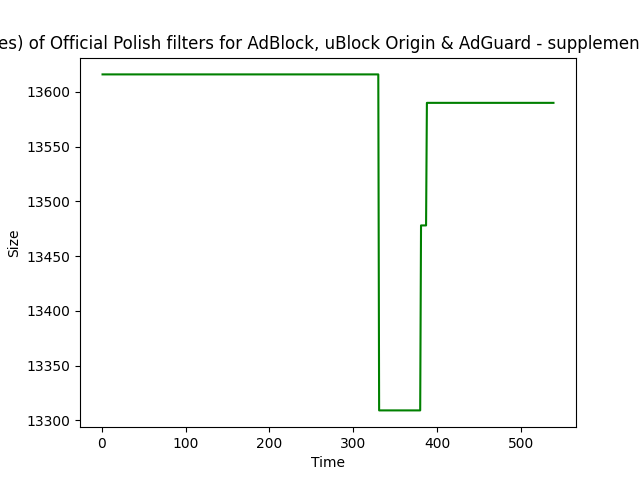 es) of Official Polish filters for AdBlock, uBlock Origin & AdGuard - supplemen
13600
13550
13500
13450
13400
13350
13300
Size
0 100 200 300 400 500
Time